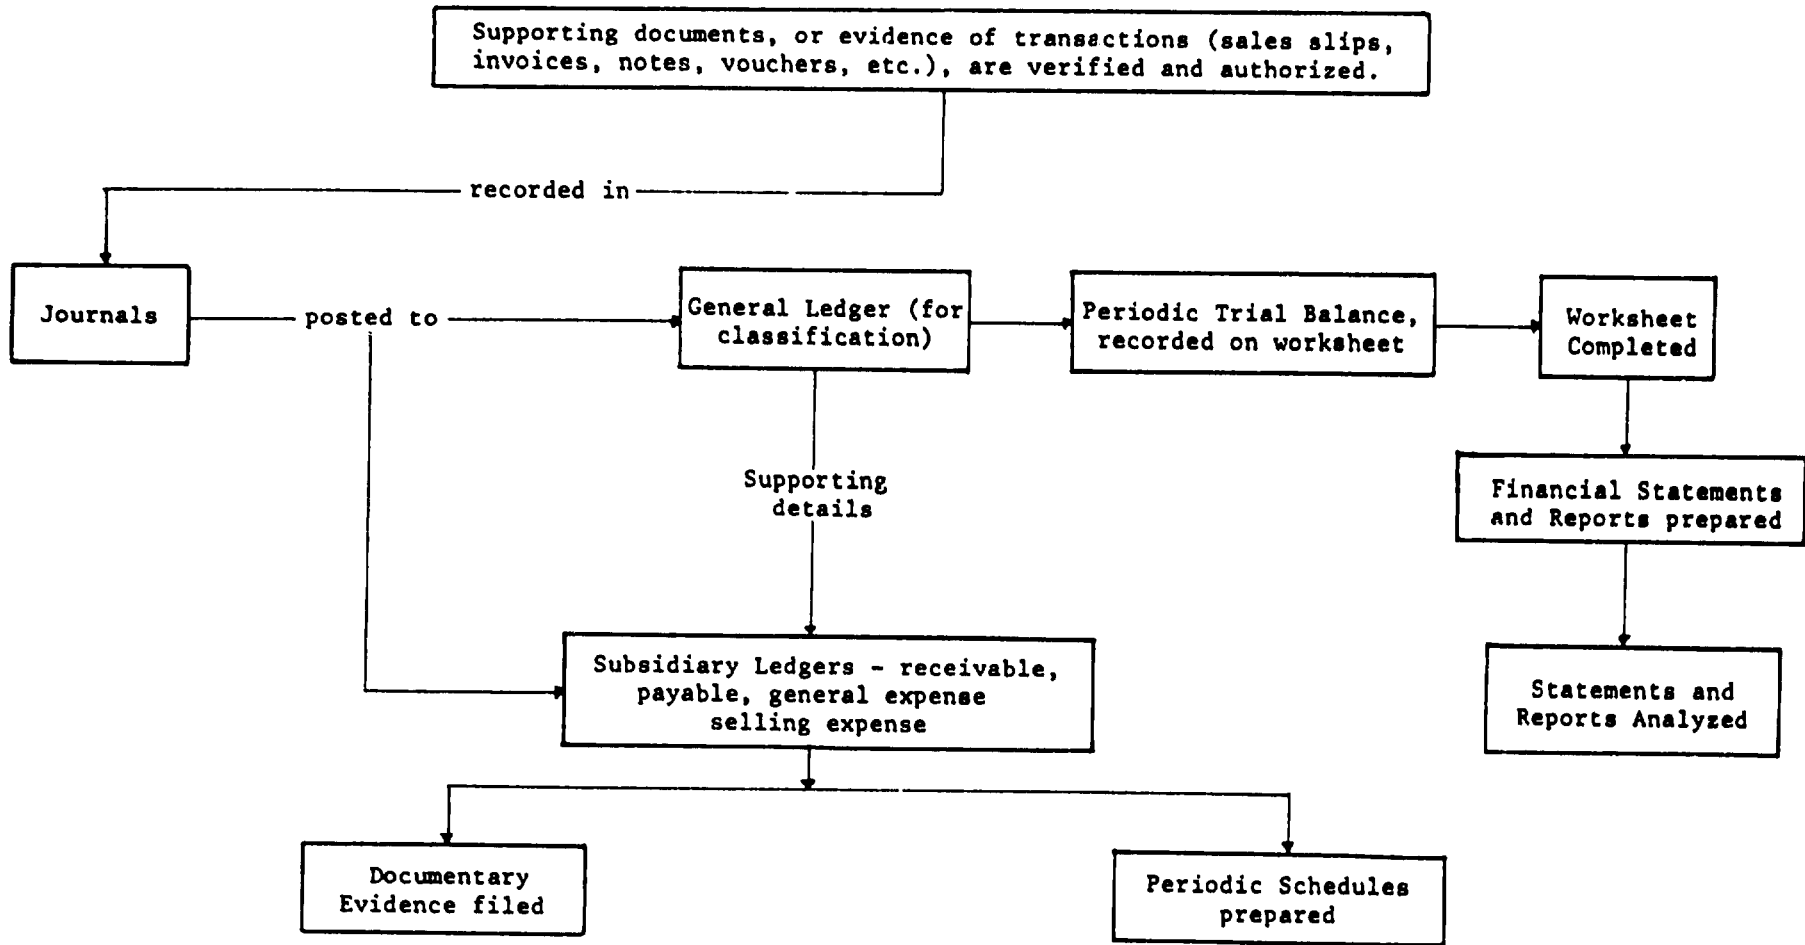 Supporting documents, or evidence of transactions (sales slips,
invoices, notes, vouchers, etc.), are verified and authorized.
recorded in
Journals
posted to
General Ledger (for
classification)
Periodic Trial Balance,
recorded on worksheet
Worksheet
Completed
Supporting
details
Financial Statements
and Reports prepared
Subsidiary Ledgers - receivable,
payable, general expense
selling expense
Statements and
Reports Analyzed
Documentary
Evidence filed
Periodic Schedules
prepared